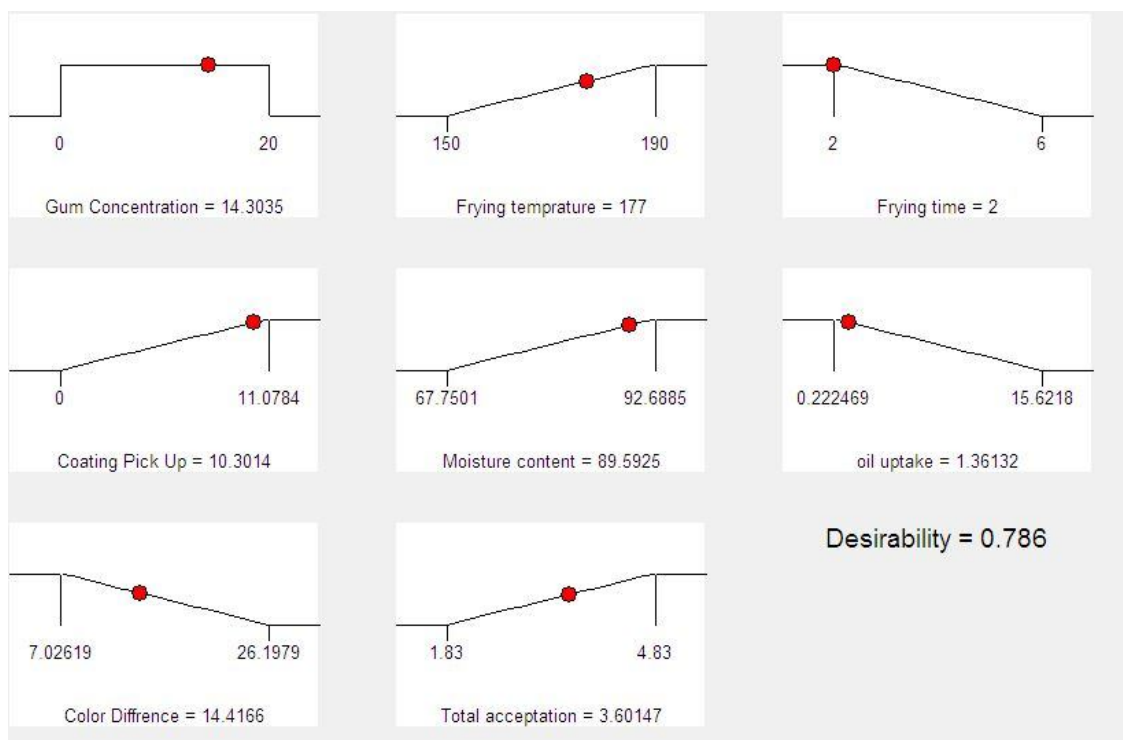 0 20
Gum Concentration = 14.3035
150 190
Frying temprature = 177
2 6
Frying time = 2
0 11.0784
Coating Pick Up = 10.3014
67.7501 92.6885
Moisture content = 89.5925
0.222469 15.6218
oil uptake = 1.36132
7.02619 26.1979
Color Diffrence = 14.4166
1.83 4.83
Total acceptation = 3.60147
Desirability = 0.786